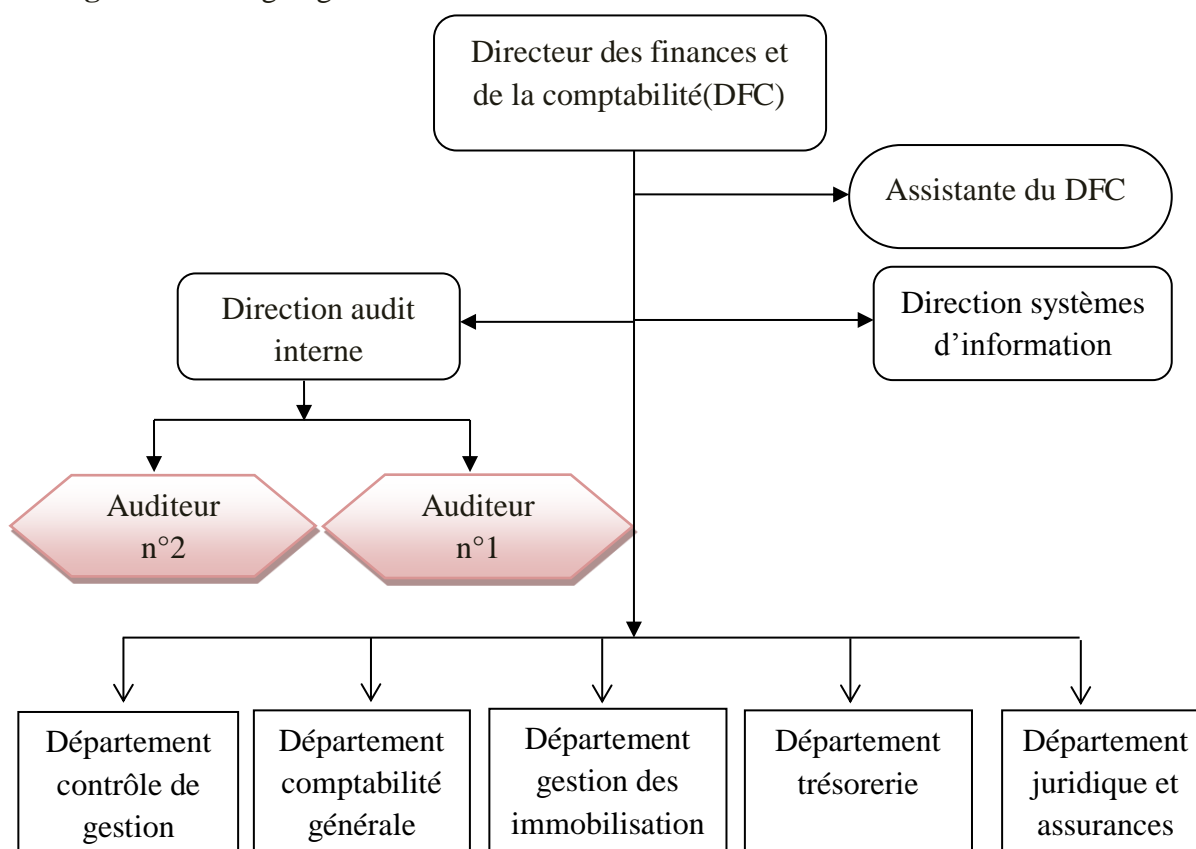 Directeur des finances et
de la comptabilité(DFC)
Assistante du DFC
Direction audit
interne
Direction systèmes
d’information
Auditeur
n°2
Auditeur
n°1
Département
contrôle de
gestion
Département
comptabilité
générale
Département
gestion des
immobilisation
Département
trésorerie
Département
juridique et
assurances